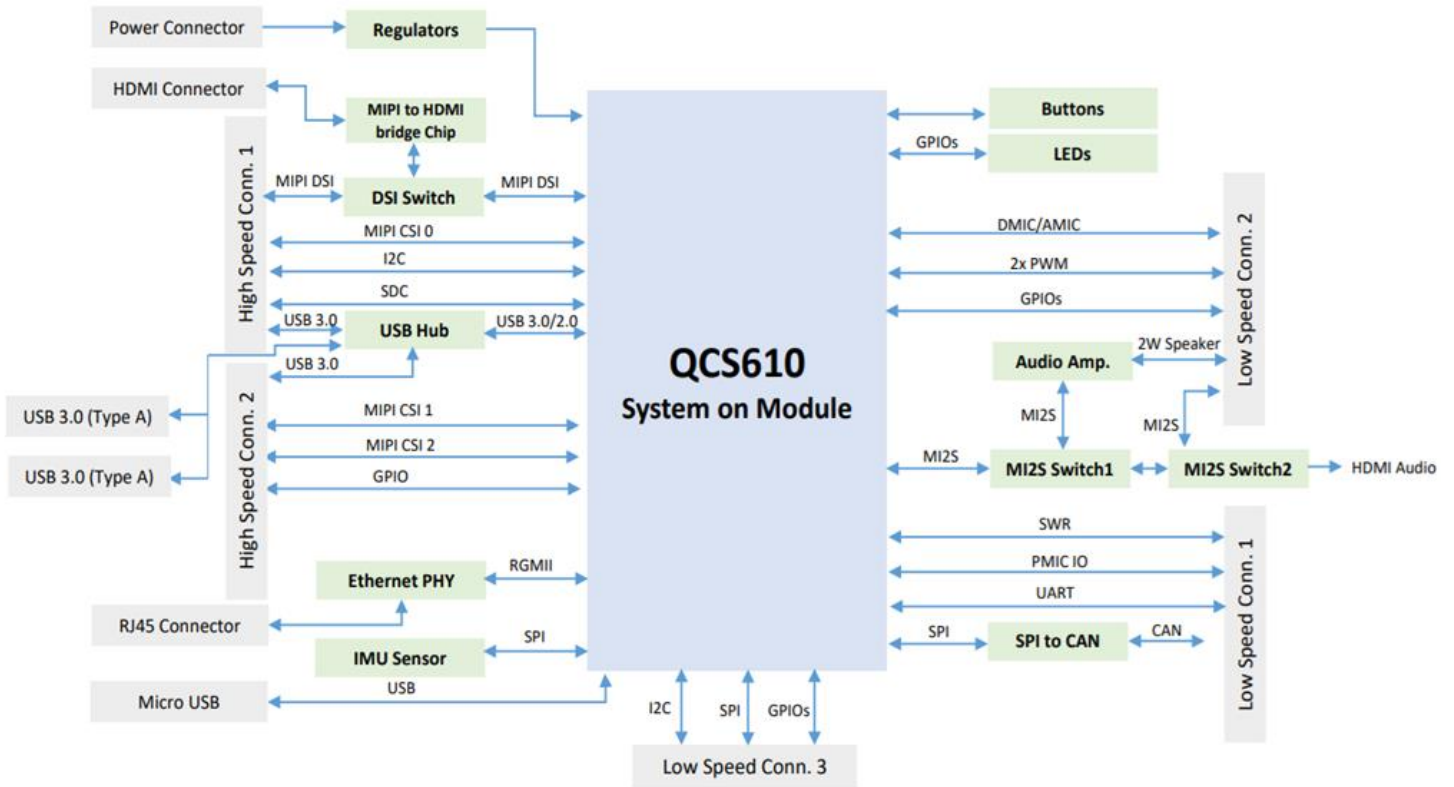 Power Connector
Regulators
HDMI Connector
MIPI to HDMI
bridge Chip
High Speed Conn. 1
MIPI DSI
DSI Switch
MIPI DSI
MIPI CSI 0
I2C
SDC
USB 3.0
USB Hub
USB 3.0/2.0
USB 3.0
High Speed Conn. 2
USB 3.0 (Type A)
USB 3.0 (Type A)
MIPI CSI 1
MIPI CSI 2
GPIO
Ethernet PHY
RGMII
RJ45 Connector
IMU Sensor
SPI
Micro USB
USB
QCS610
System on Module
I2C
SPI
GPIOs
Low Speed Conn. 3
Buttons
GPIOs
LEDs
Low Speed Conn. 2
DMIC/AMIC
2x PWM
GPIOs
Audio Amp.
2W Speaker
MI2S
MI2S
MI2S
MI2S Switch1
MI2S Switch2
HDMI Audio
Low Speed Conn. 1
SWR
PMIC IO
UART
SPI
SPI to CAN
CAN